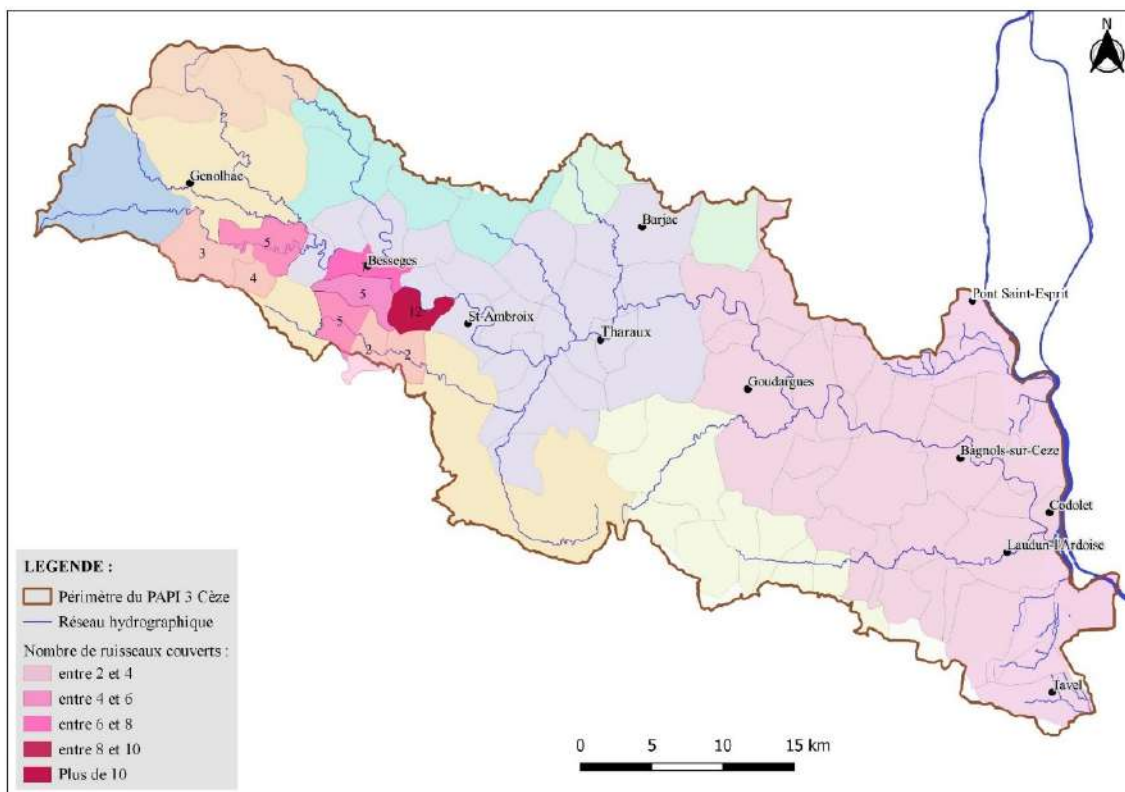 N
Genolhac
Barjac
5
3
Besseges
4
5
Pont Saint-Esprit
12
St-Ambroix
5
Tharaux
2
2
Goudargues
Bagnols-sur-Ceze
Codolet
Laudun-l'Ardoise
Tavel
LEGENDE :
Périmètre du PAPI 3 Cèze
Réseau hydrographique
Nombre de ruisseaux couverts :
entre 2 et 4
entre 4 et 6
entre 6 et 8
entre 8 et 10
Plus de 10
0 5 10 15 km